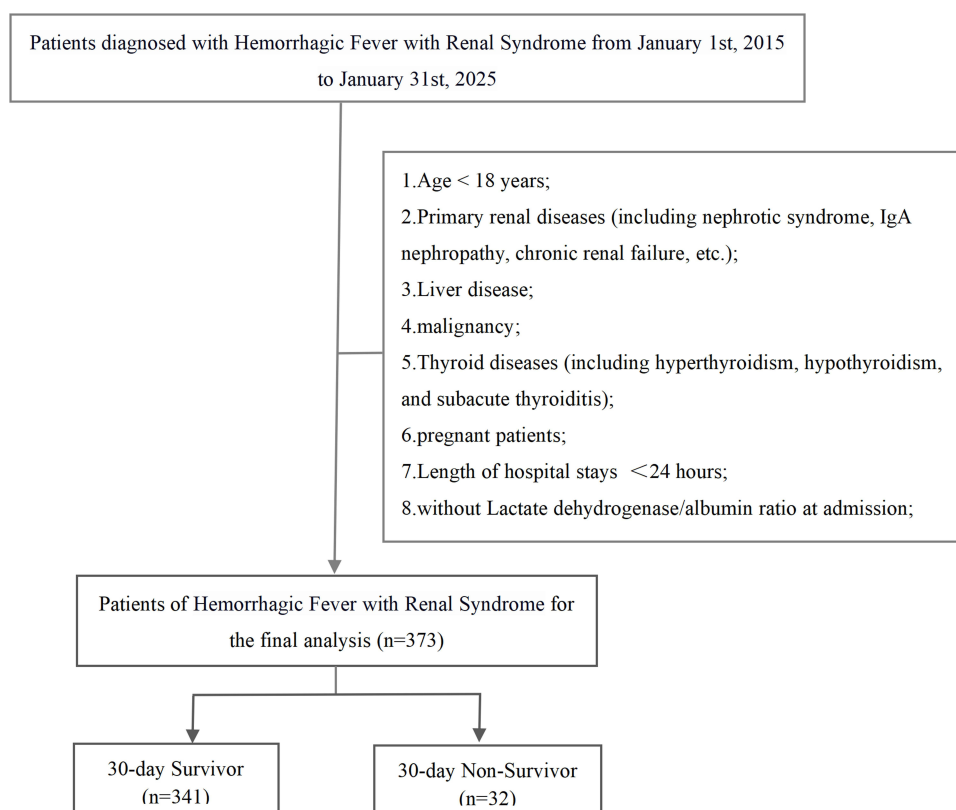 Patients diagnosed with Hemorrhagic Fever with Renal Syndrome from January 1st, 2015
to January 31st, 2025
1.Age < 18 years;
2.Primary renal diseases (including nephrotic syndrome, IgA
nephropathy, chronic renal failure, etc.);
3.Liver disease;
4.malignancy;
5.Thyroid diseases (including hyperthyroidism, hypothyroidism,
and subacute thyroiditis);
6.pregnant patients;
7.Length of hospital stays <24 hours;
8.without Lactate dehydrogenase/albumin ratio at admission;
Patients of Hemorrhagic Fever with Renal Syndrome for
the final analysis (n=373)
30-day Survivor
(n=341)
30-day Non-Survivor
(n=32)